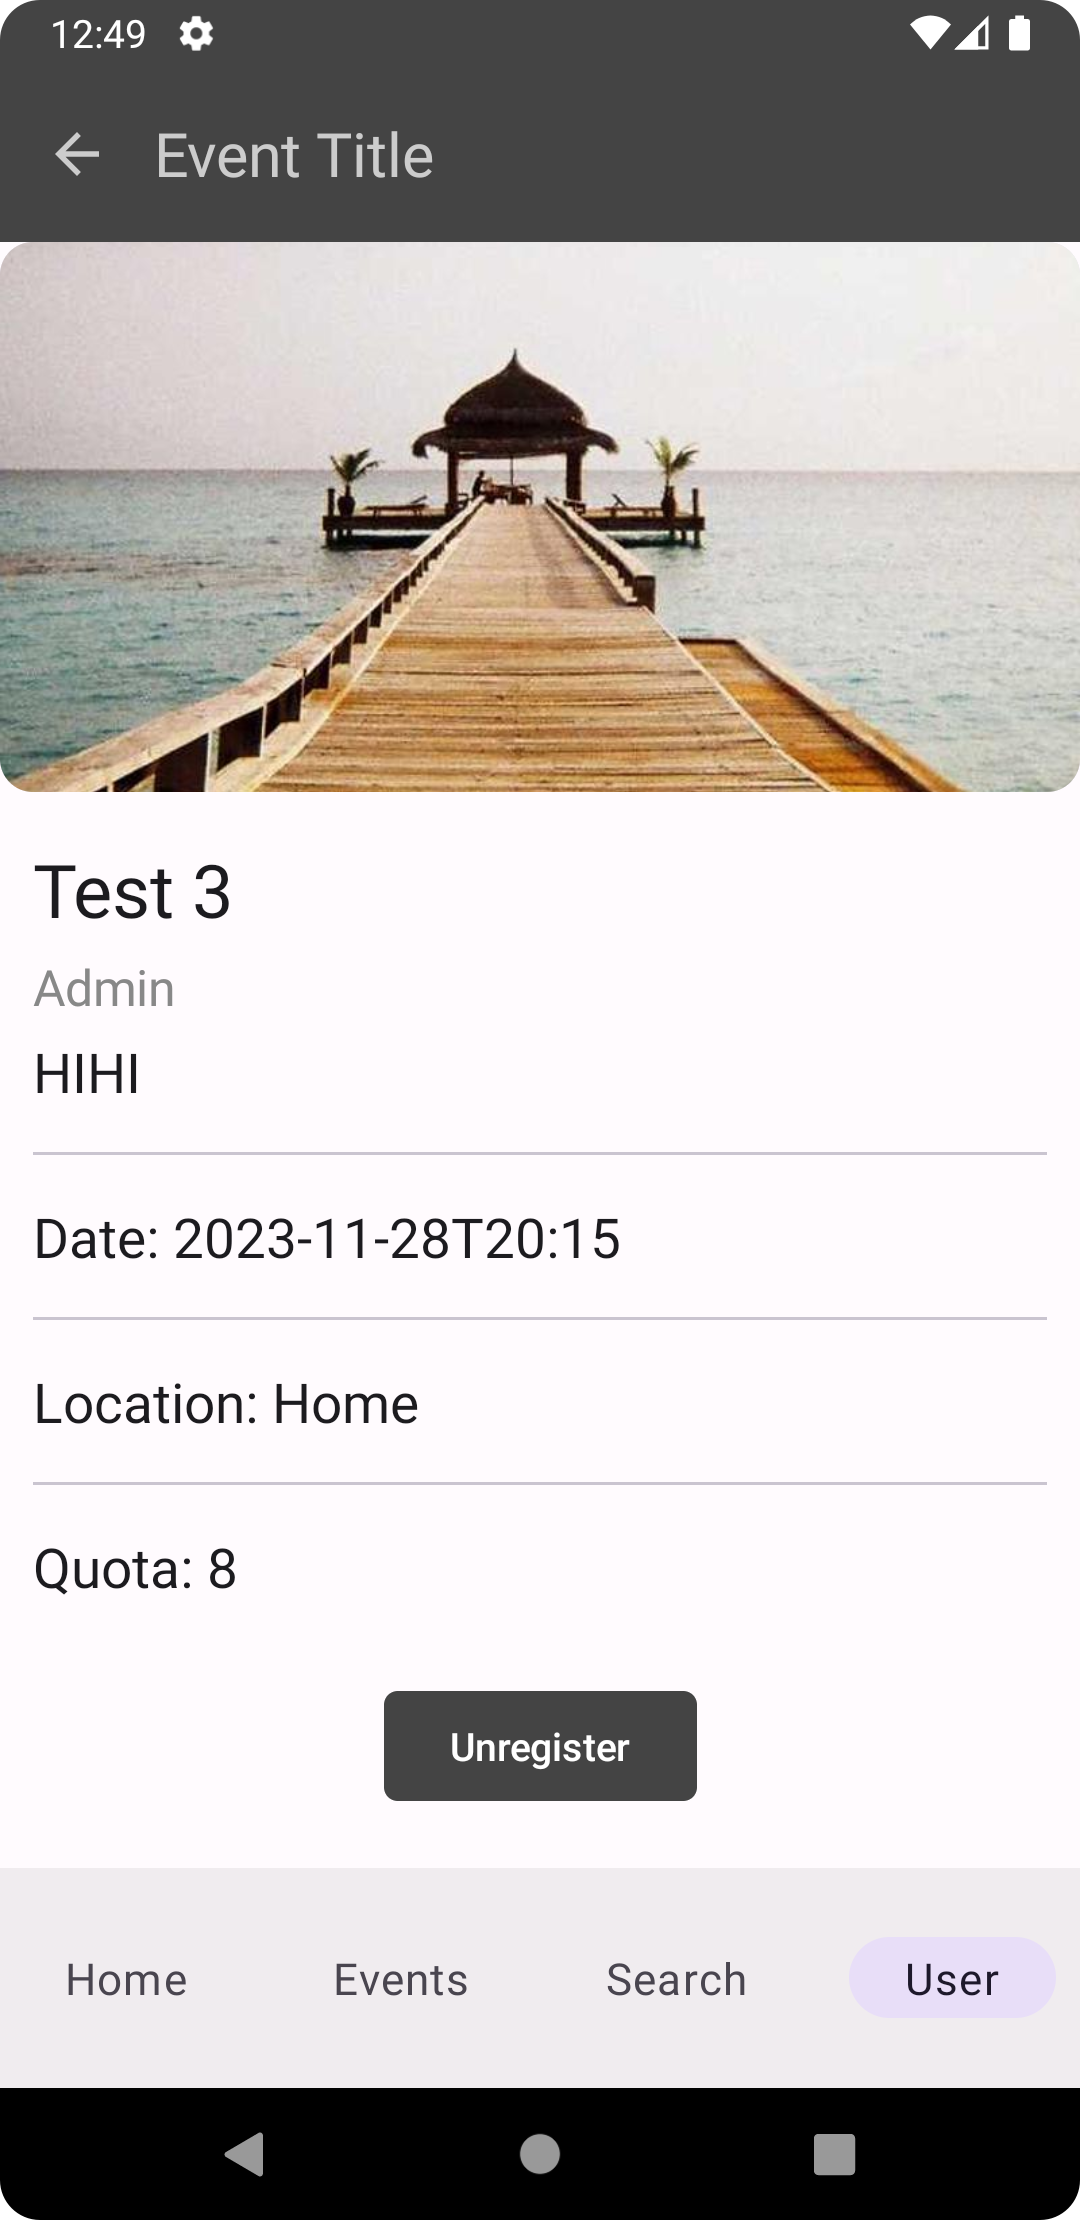 12:49
Event Title
Test 3
Admin
HIHI
Date: 2023-11-28T20:15
Location: Home
Quota: 8
Unregister
Home Events Search User